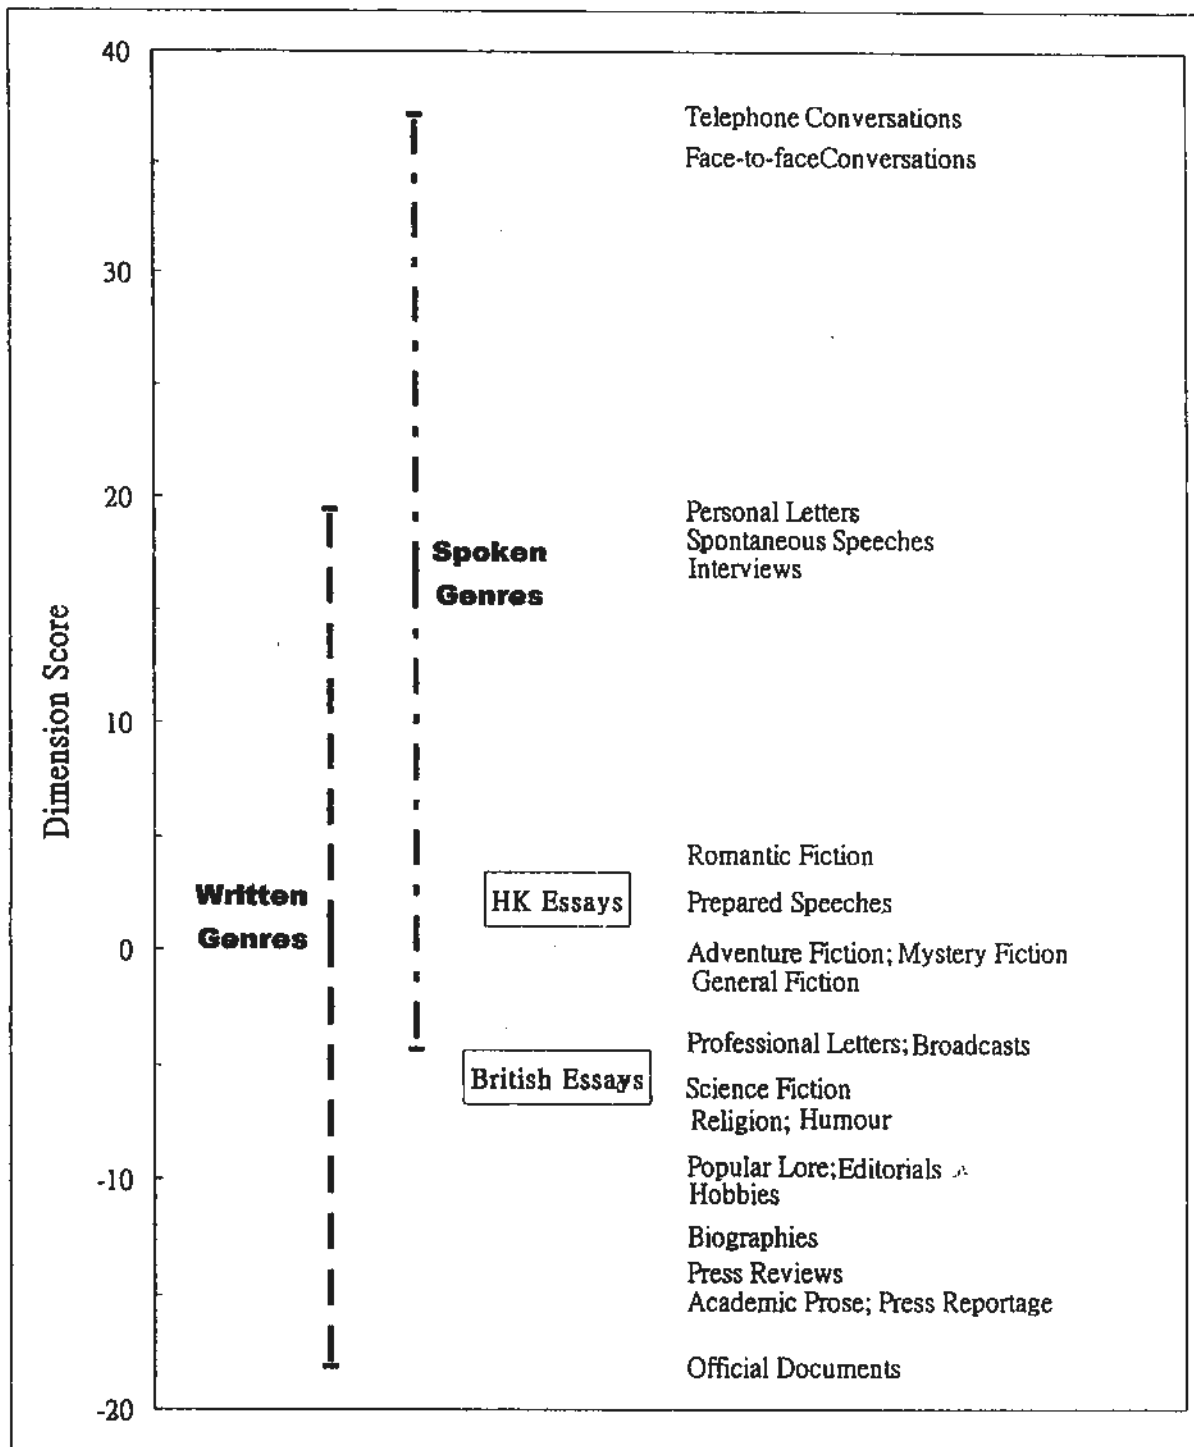 40
Telephone Conversations
Face-to-faceConversations
30
20
Personal Letters
Spontaneous Speeches
Interviews
Spoken
Genres
Dimension Score
10
Romantic Fiction
Written
Genres
HK Essays
Prepared Speeches
0
Adventure Fiction; Mystery Fiction
General Fiction
Professional Letters; Broadcasts
British Essays
Science Fiction
Religion; Humour
-10
Popular Lore;Editorials
Hobbies
Biographies
Press Reviews
Academic Prose; Press Reportage
Official Documents
-20